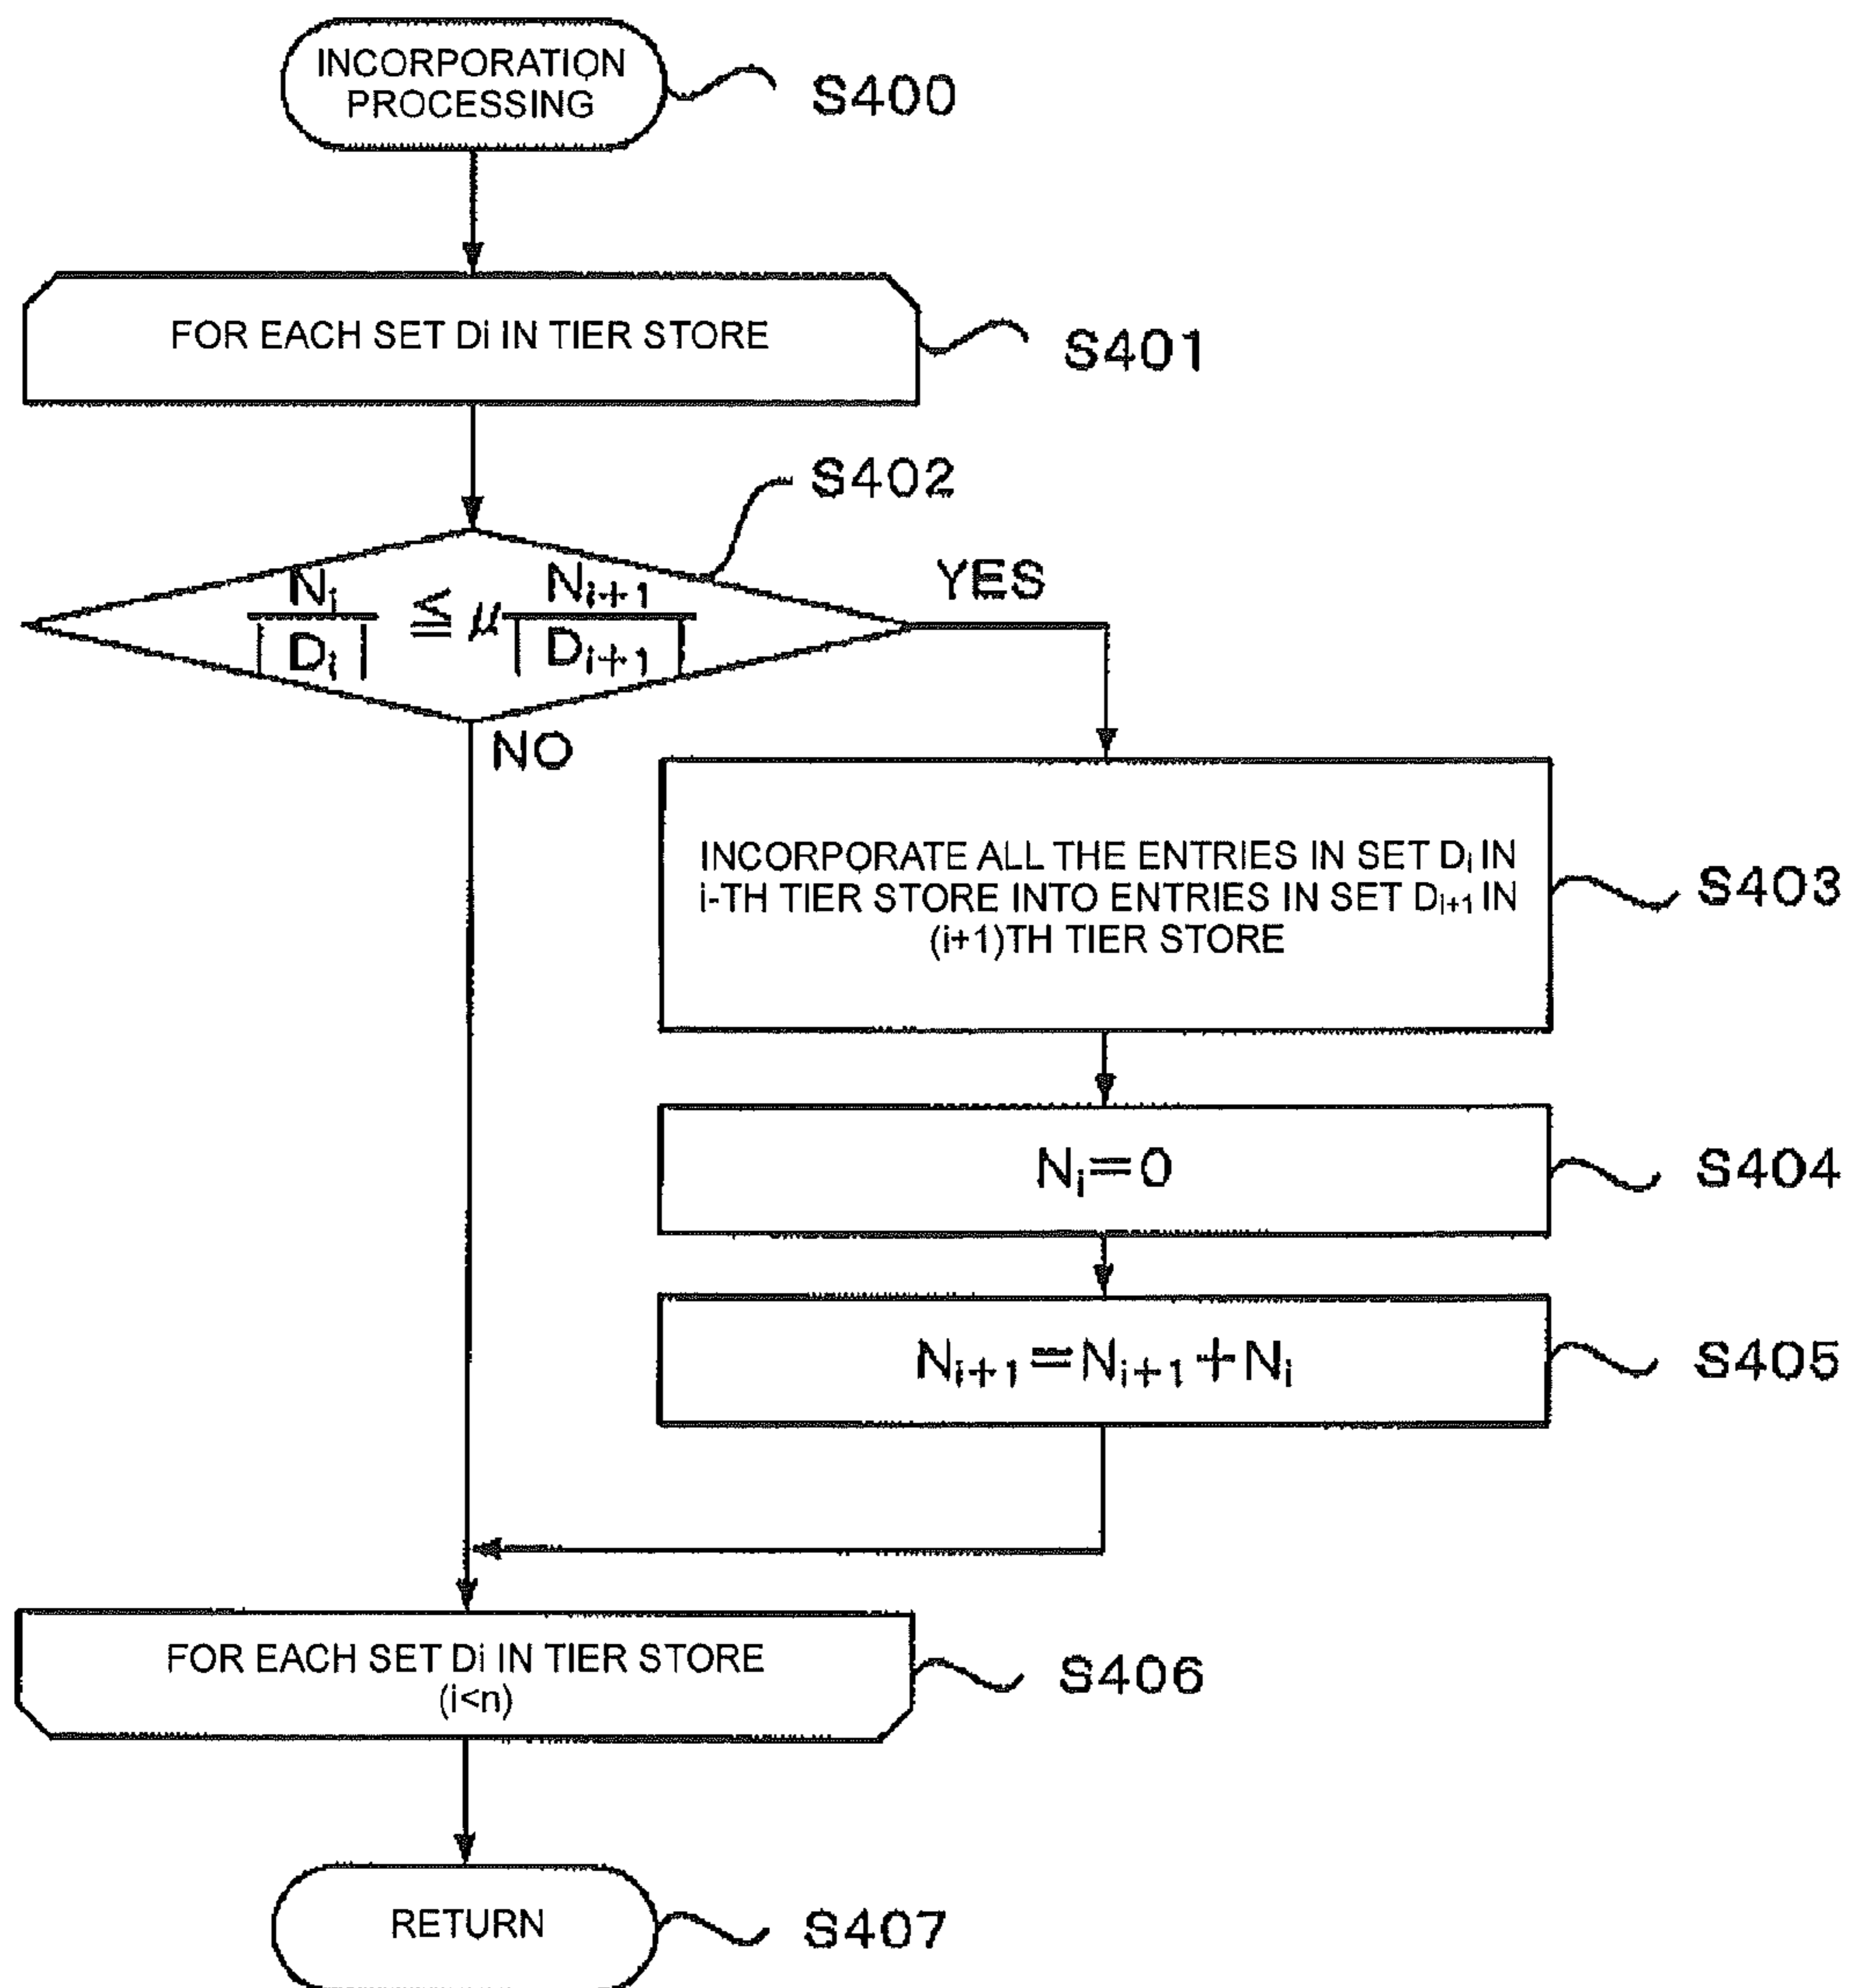 INCORPORATION
PROCESSING
S400
FOR EACH SET Di IN TIER STORE
S401
S402
Nᵢ/|Dᵢ| ≦ μ Nᵢ₊₁/|Dᵢ₊₁|
YES
NO
INCORPORATE ALL THE ENTRIES IN SET Dᵢ IN
i-TH TIER STORE INTO ENTRIES IN SET Dᵢ₊₁ IN
(i+1)TH TIER STORE
S403
Nᵢ=0
S404
Nᵢ₊₁=Nᵢ₊₁+Nᵢ
S405
FOR EACH SET Di IN TIER STORE
(i<n)
S406
RETURN
S407